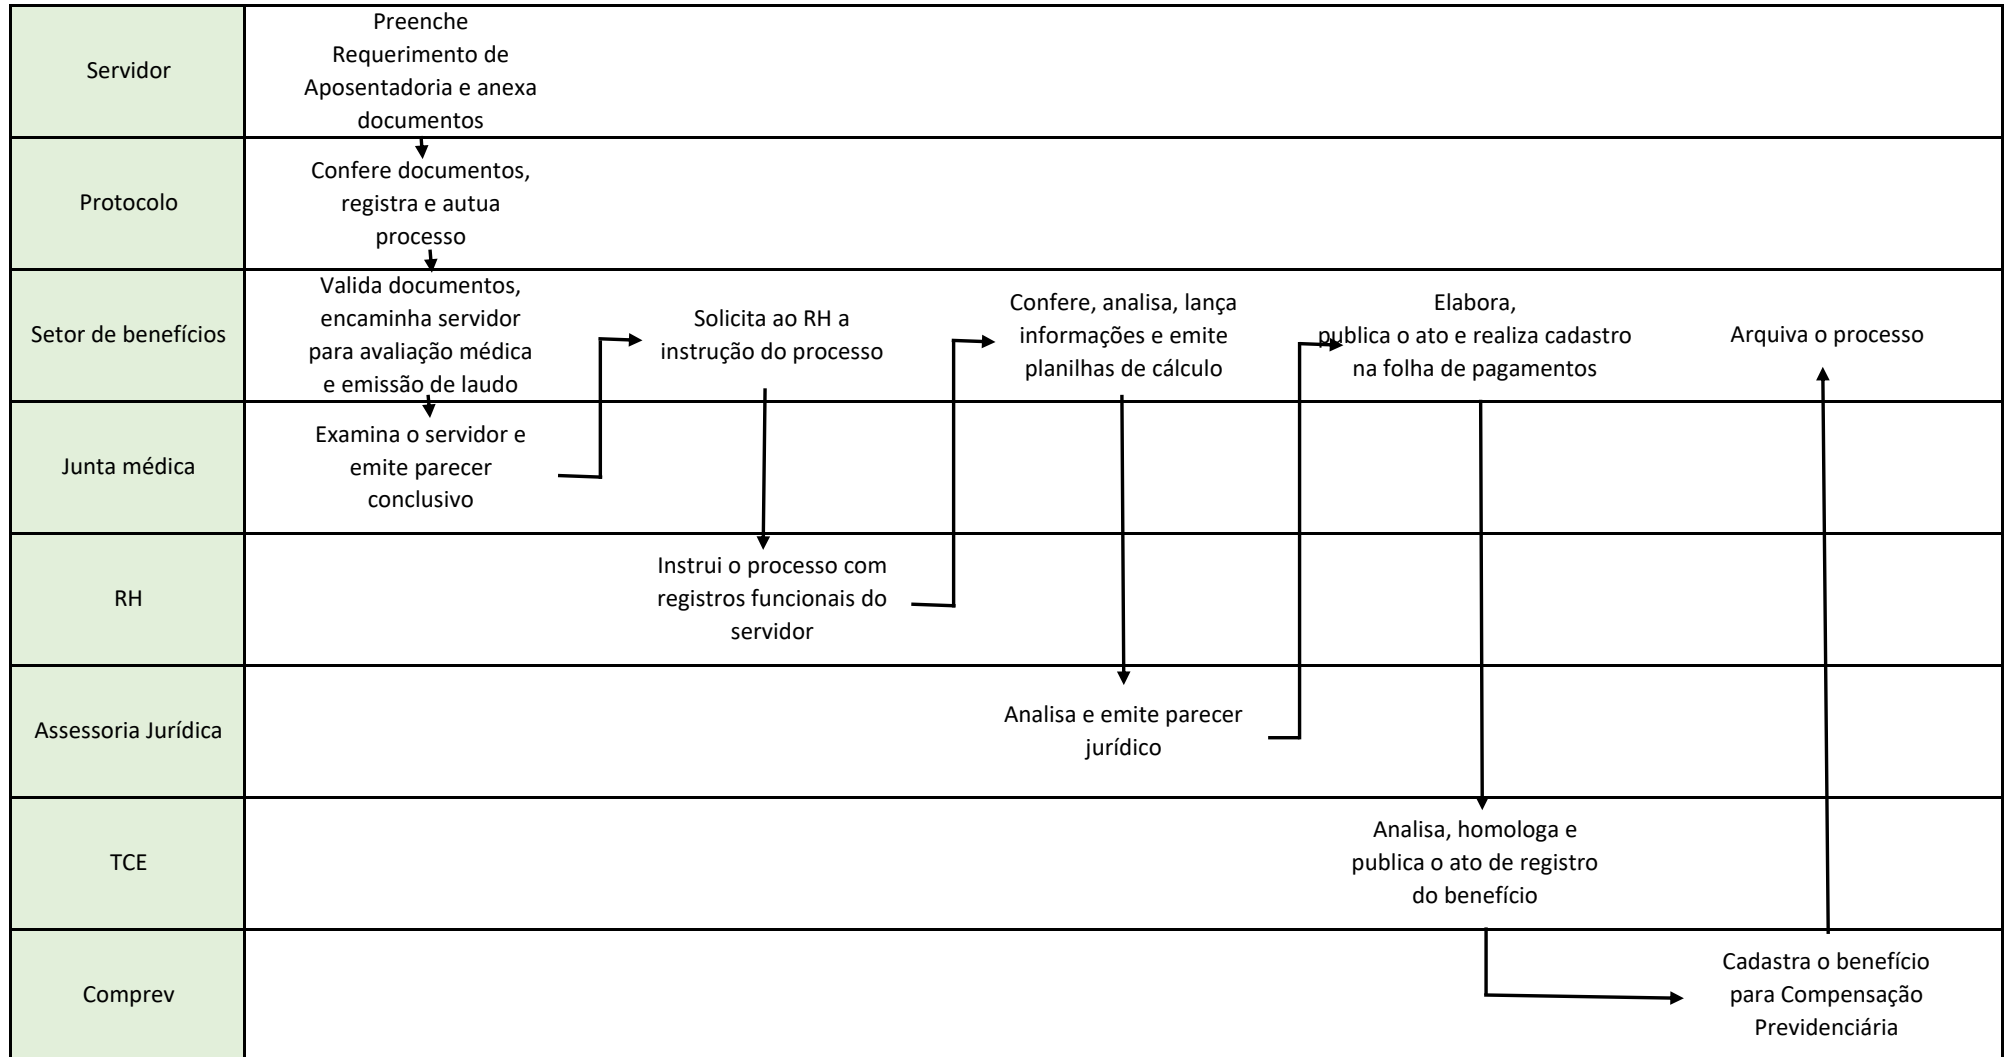 Servidor
Preenche
Requerimento de
Aposentadoria e anexa
documentos
Protocolo
Confere documentos,
registra e autua
processo
Setor de benefícios
Valida documentos,
encaminha servidor
para avaliação médica
e emissão de laudo
Solicita ao RH a
instrução do processo
Confere, analisa, lança
informações e emite
planilhas de cálculo
Elabora,
publica o ato e realiza cadastro
na folha de pagamentos
Arquiva o processo
Junta médica
Examina o servidor e
emite parecer
conclusivo
RH
Instrui o processo com
registros funcionais do
servidor
Assessoria Jurídica
Analisa e emite parecer
jurídico
TCE
Analisa, homologa e
publica o ato de registro
do benefício
Comprev
Cadastra o benefício
para Compensação
Previdenciária